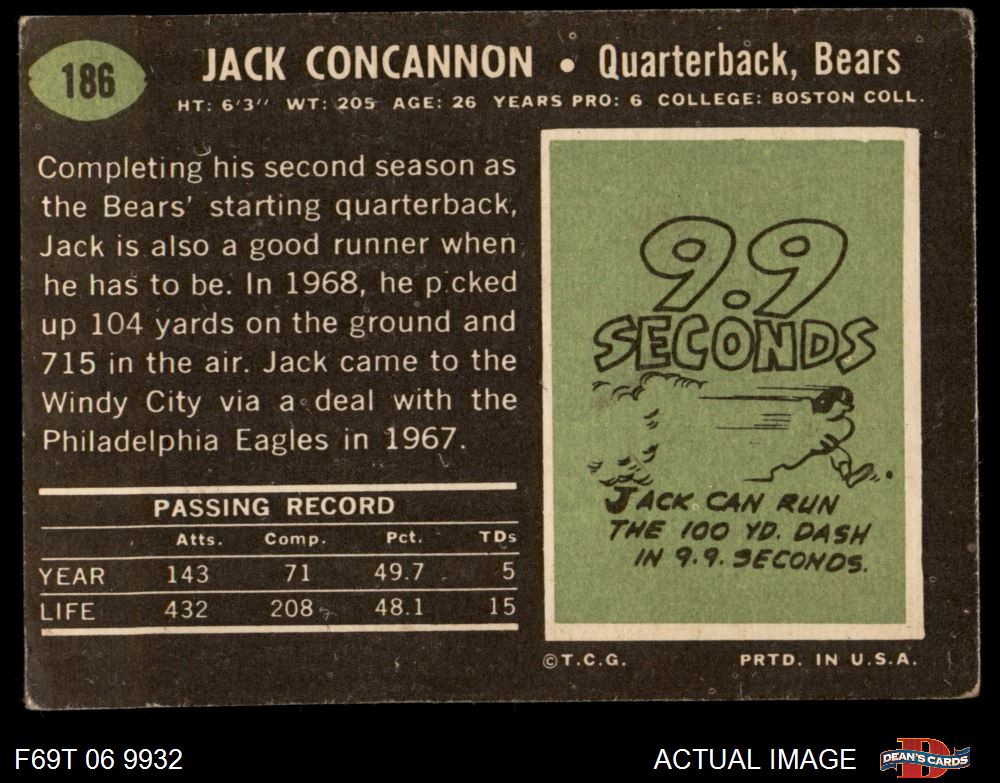 186
JACK CONCANNON • Quarterback, Bears
HT: 6'3" WT: 205 AGE: 26 YEARS PRO: 6 COLLEGE: BOSTON COLL.
Completing his second season as
the Bears' starting quarterback,
Jack is also a good runner when
he has to be. In 1968, he p.cked
up 104 yards on the ground and
715 in the air. Jack came to the
Windy City via a deal with the
Philadelphia Eagles in 1967.
PASSING RECORD
Atts. Comp. Pct. TDs
YEAR 143 71 49.7 5
LIFE 432 208 48.1 15
9.9
SECONDS
JACK CAN RUN
THE 100 YD. DASH
IN 9.9. SECONDS.
©T.C.G. PRTD. IN U.S.A.
F69T 06 9932 ACTUAL IMAGE D DEAN'S CARDS